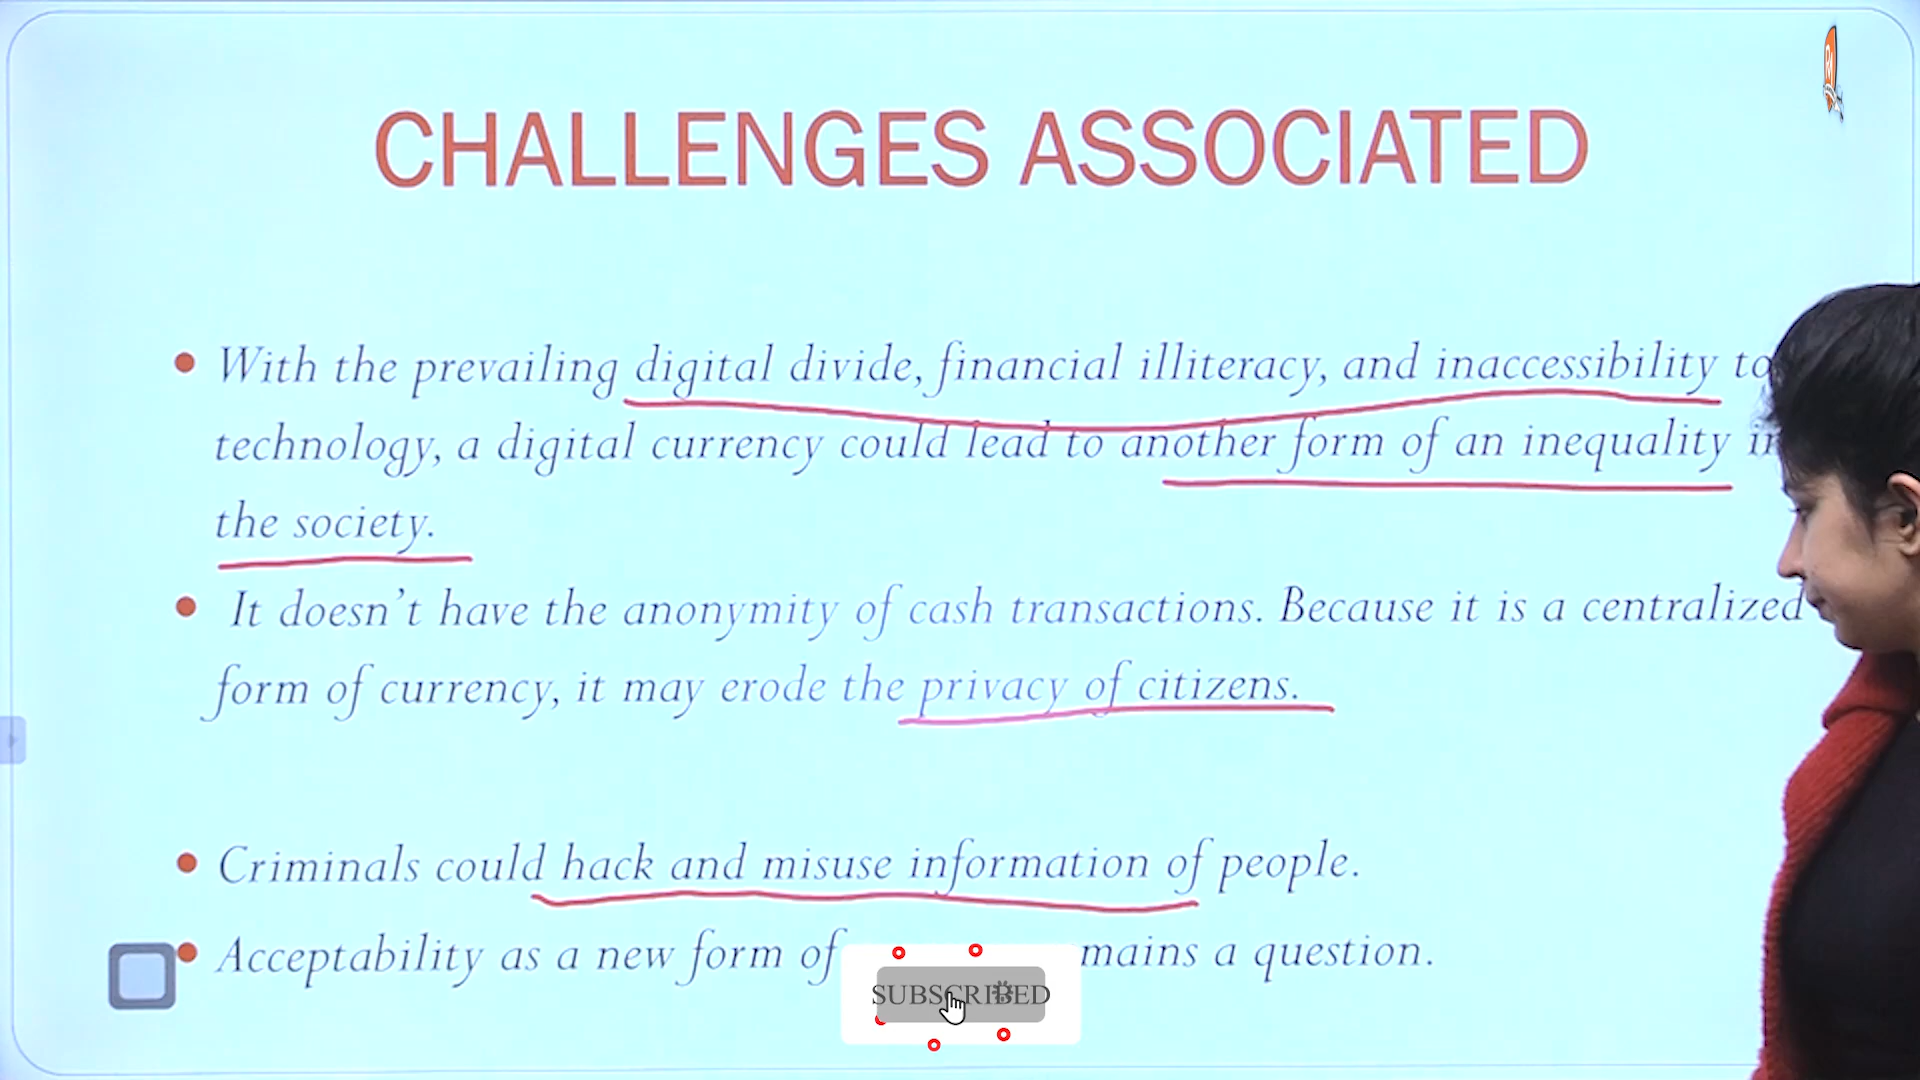 CHALLENGES ASSOCIATED
With the prevailing digital divide, financial illiteracy, and inaccessibility to
technology, a digital currency could lead to another form of an inequality in
the society.
It doesn't have the anonymity of cash transactions. Because it is a centralized
form of currency, it may erode the privacy of citizens.
Criminals could hack and misuse information of people.
Acceptability as a new form of mains a question.
SUBSCRIBED